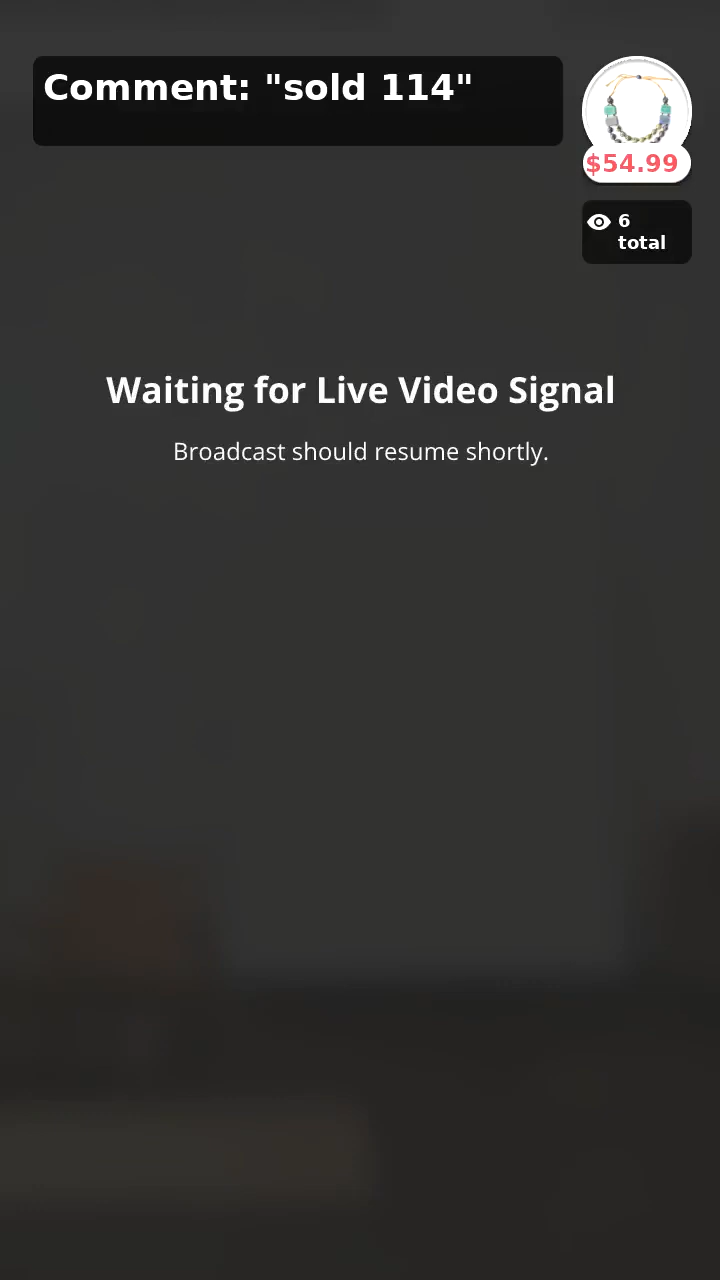 Comment: "sold 114"
$54.99
6
total
Waiting for Live Video Signal
Broadcast should resume shortly.